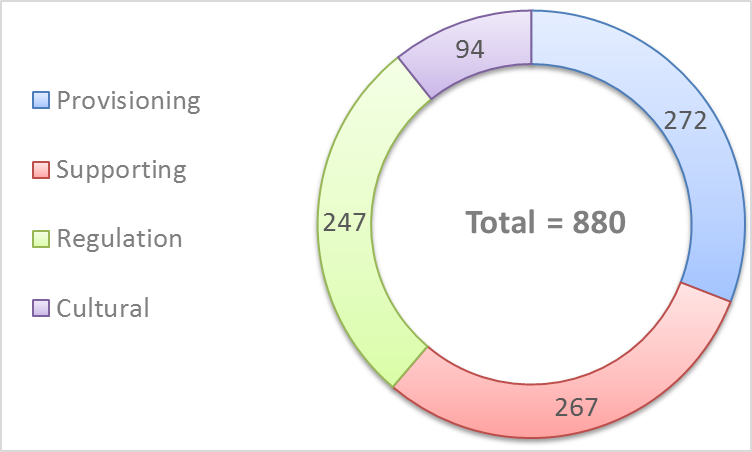 Provisioning
Supporting
Regulation
Cultural
94
272
247
Total = 880
267